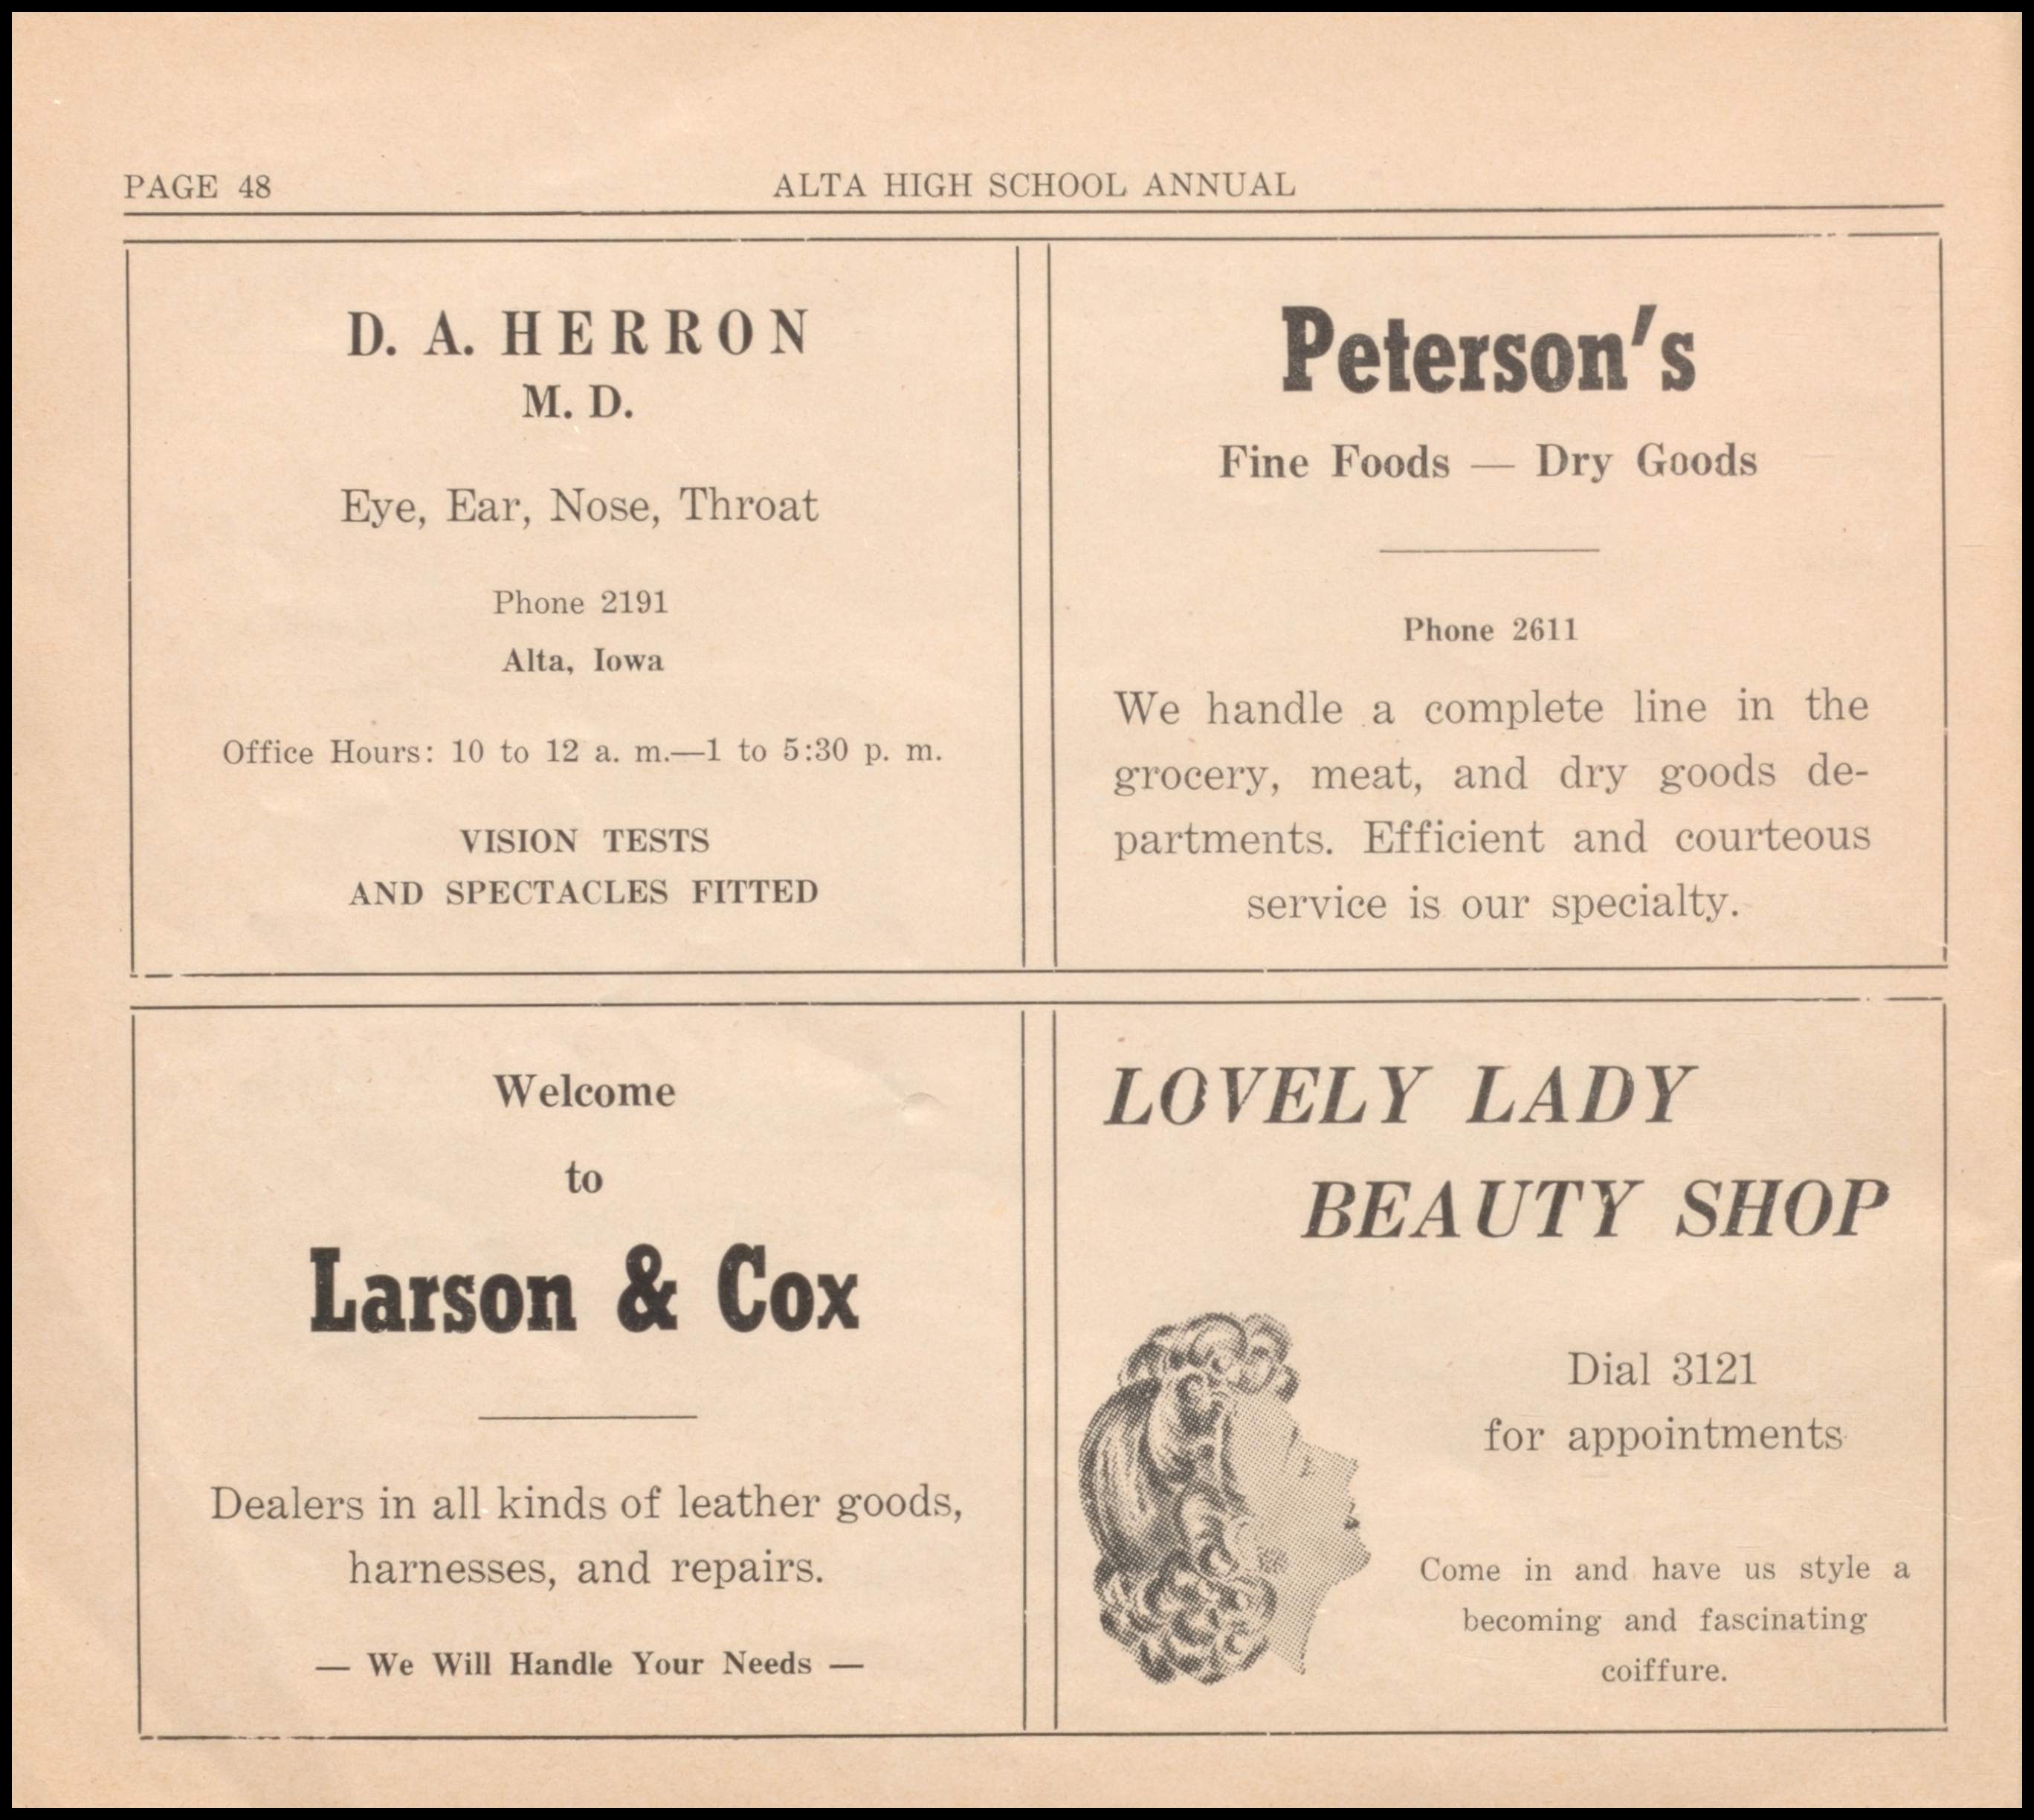 PAGE 48
ALTA HIGH SCHOOL ANNUAL
D. A. HERRON
M. D.
Eye, Ear, Nose, Throat
Phone 2191
Alta, Iowa
Office Hours: 10 to 12 a. m.—1 to 5:30 p. m.
VISION TESTS
AND SPECTACLES FITTED
Peterson's
Fine Foods — Dry Goods
Phone 2611
We handle a complete line in the
grocery, meat, and dry goods de-
partments. Efficient and courteous
service is our specialty.
Welcome
to
Larson & Cox
Dealers in all kinds of leather goods,
harnesses, and repairs.
— We Will Handle Your Needs —
LOVELY LADY
BEAUTY SHOP
Dial 3121
for appointments
Come in and have us style a
becoming and fascinating
coiffure.